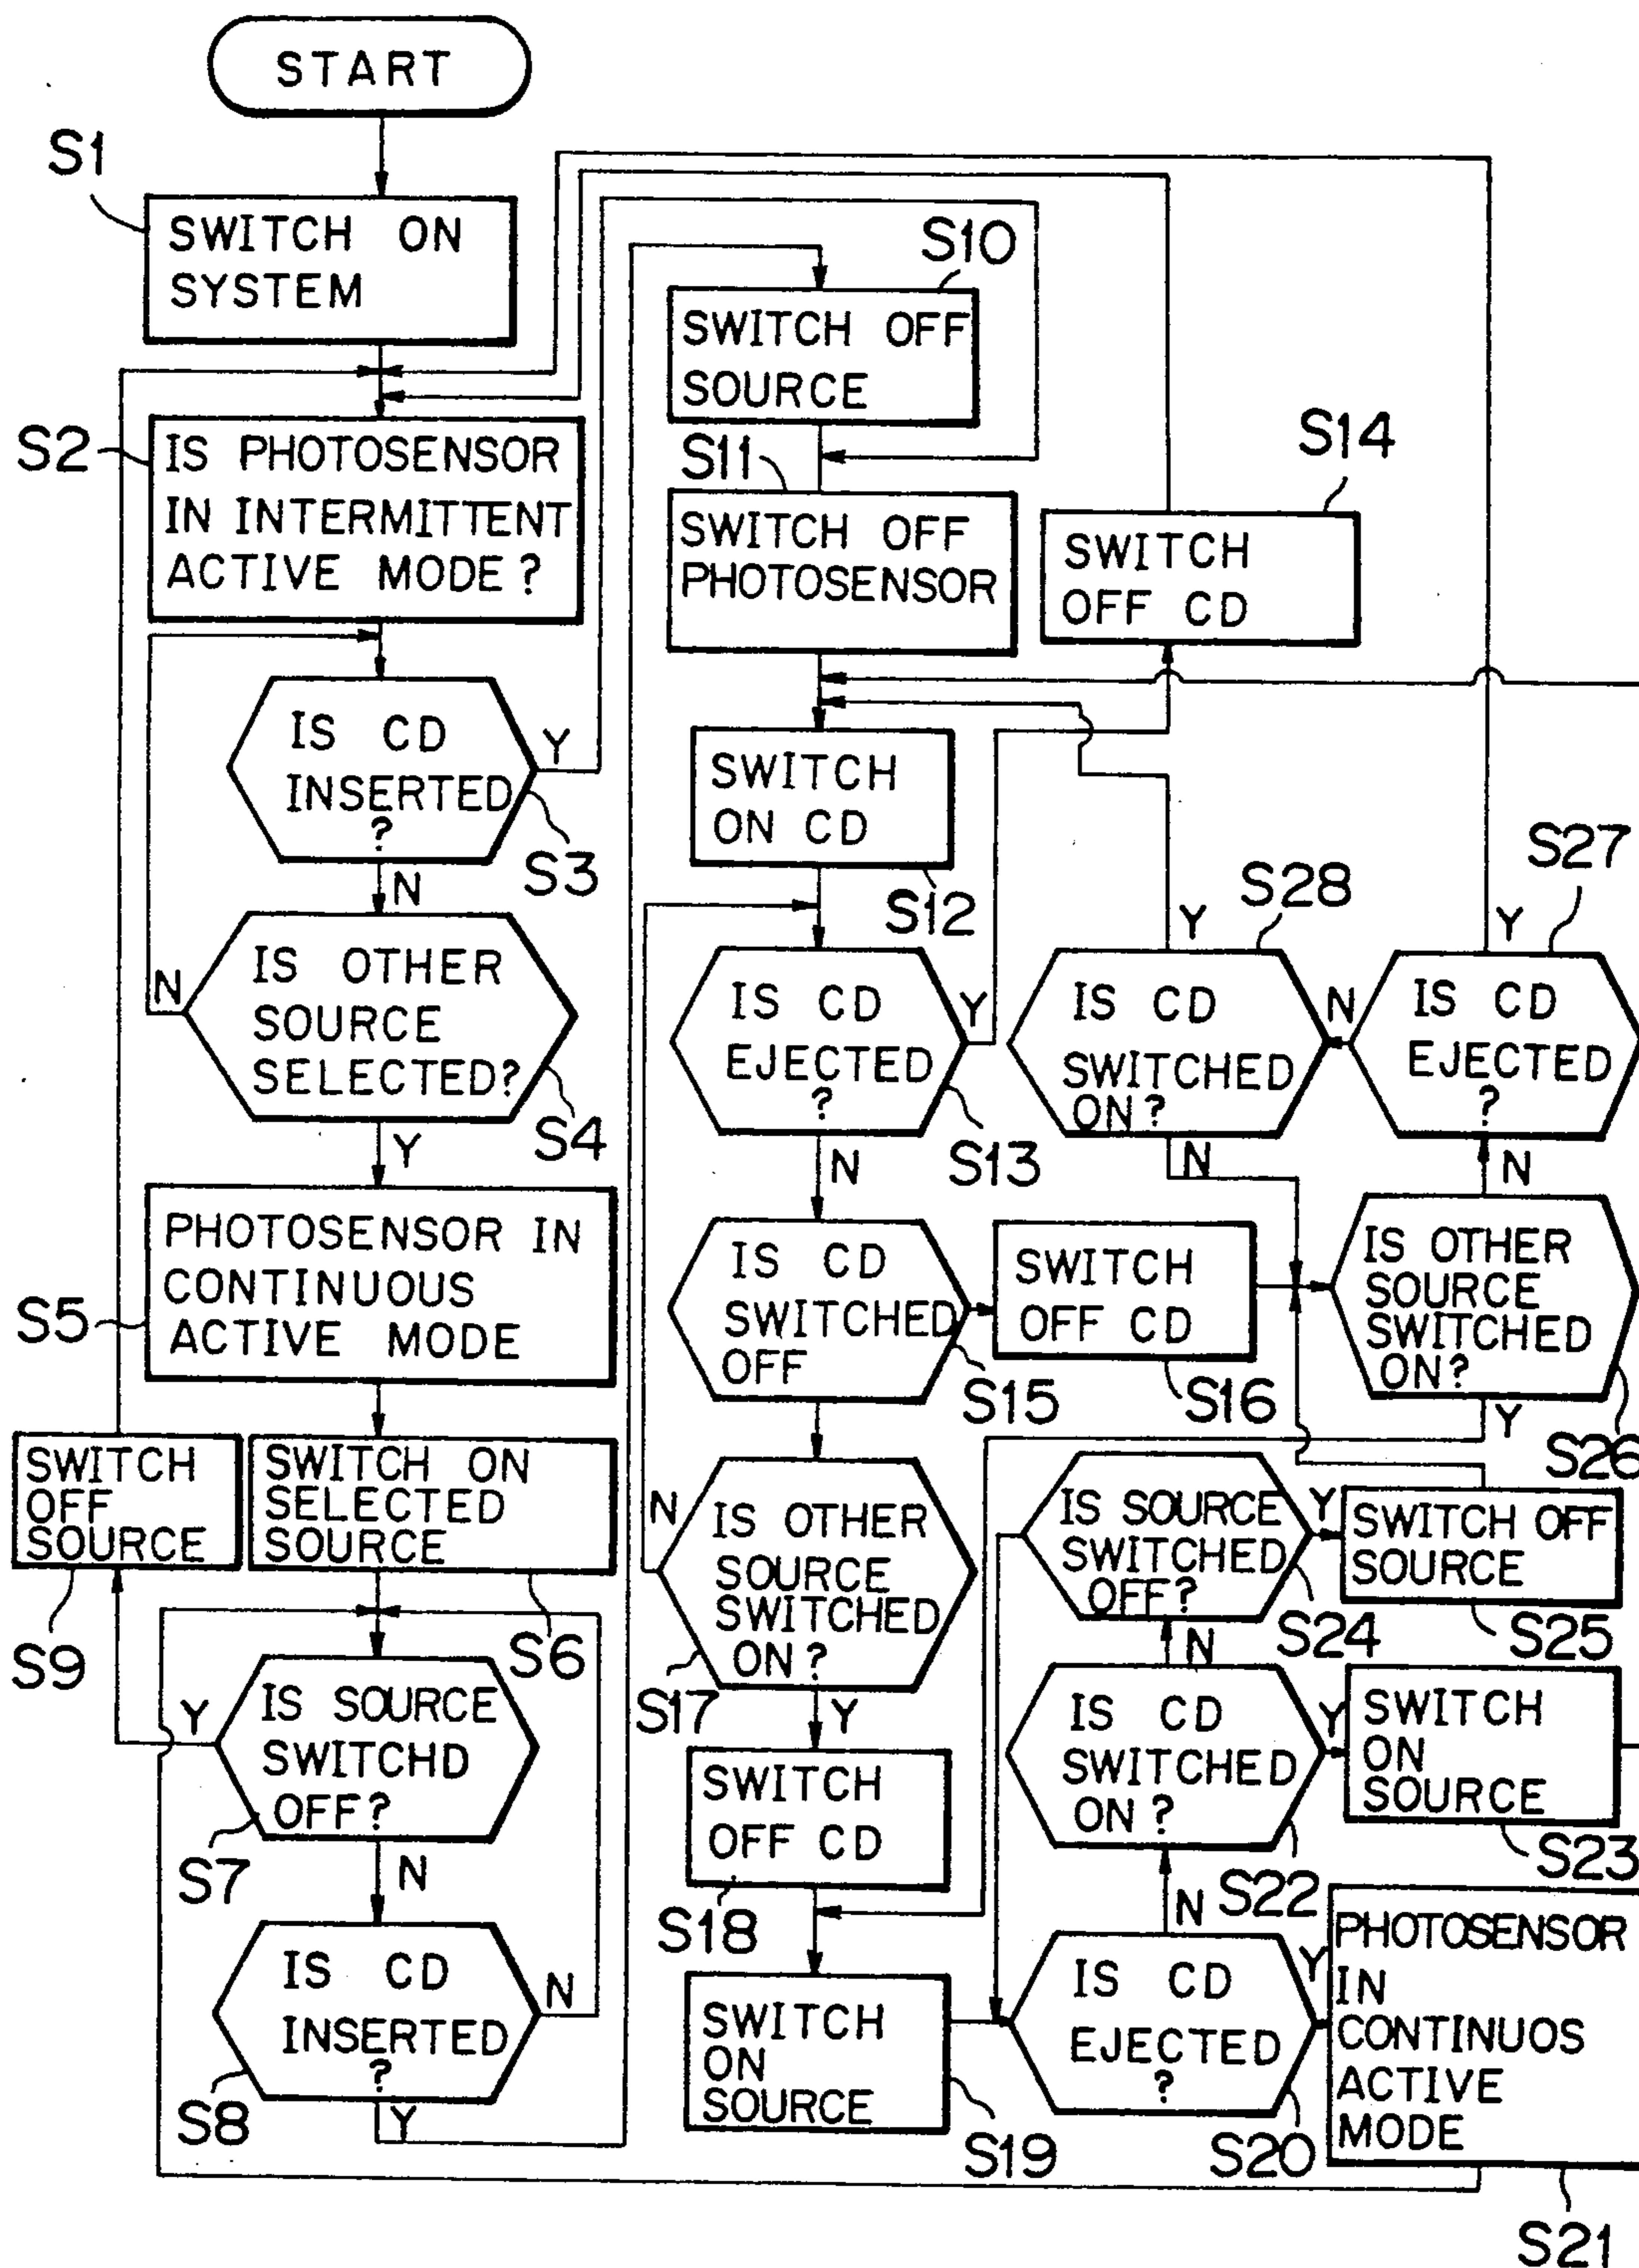 START
S1
SWITCH ON
SYSTEM
S2
IS PHOTOSENSOR
IN INTERMITTENT
ACTIVE MODE?
IS CD
INSERTED
?
Y
S3
N
IS OTHER
SOURCE
SELECTED?
N
S4
Y
PHOTOSENSOR IN
CONTINUOUS
ACTIVE MODE
S5
SWITCH ON
SELECTED
SOURCE
S6
SWITCH
OFF
SOURCE
S9
IS SOURCE
SWITCHD
OFF?
Y
S7
N
IS CD
INSERTED
?
N
S8
Y
S10
SWITCH OFF
SOURCE
S11
SWITCH OFF
PHOTOSENSOR
SWITCH
ON CD
S12
IS CD
EJECTED
?
Y
S13
N
S14
SWITCH
OFF CD
IS CD
SWITCHED
OFF
S15
SWITCH
OFF CD
S16
IS OTHER
SOURCE
SWITCHED
ON?
N
S17
Y
SWITCH
OFF CD
S18
SWITCH
ON
SOURCE
S19
S28
Y
IS CD
SWITCHED
ON?
N
S27
Y
IS CD
EJECTED
?
N
N
IS OTHER
SOURCE
SWITCHED
ON?
Y
S26
IS SOURCE
SWITCHED
OFF?
Y
S24
SWITCH OFF
SOURCE
S25
N
IS CD
SWITCHED
ON?
Y
S22
SWITCH
ON
SOURCE
S23
N
IS CD
EJECTED
?
Y
S20
PHOTOSENSOR
IN
CONTINUOS
ACTIVE
MODE
S21